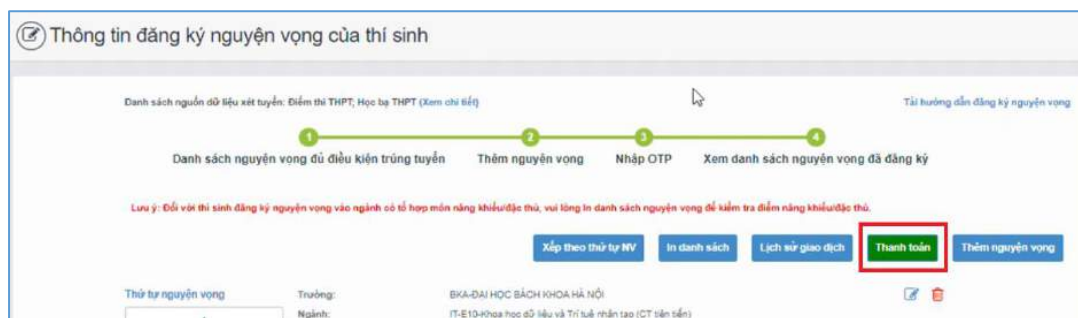 Thông tin đăng ký nguyện vọng của thí sinh
Danh sách nguồn dữ liệu xét tuyển: Điểm thi THPT; Học bạ THPT (Xem chi tiết)
Tải hướng dẫn đăng ký nguyện vọng
1 2 3 4
Danh sách nguyện vọng đủ điều kiện trúng tuyển Thêm nguyện vọng Nhập OTP Xem danh sách nguyện vọng đã đăng ký
Lưu ý: Đối với thí sinh đăng ký nguyện vọng vào ngành có tổ hợp môn năng khiếu/đặc thù, vui lòng In danh sách nguyện vọng để kiểm tra điểm năng khiếu/đặc thù.
Xếp theo thứ tự NV In danh sách Lịch sử giao dịch Thanh toán Thêm nguyện vọng
Thứ tự nguyện vọng Trường: BKA-ĐẠI HỌC BÁCH KHOA HÀ NỘI
Ngành: IT-E10-Khoa học dữ liệu và Trí tuệ nhân tạo (CT tiên tiến)